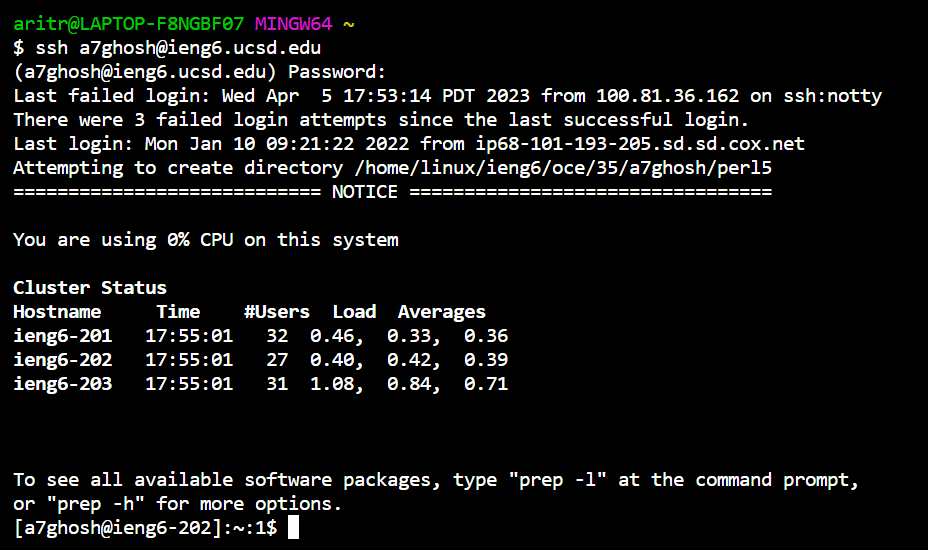 aritr@LAPTOP-F8NGBF07 MINGW64 ~
$ ssh a7ghosh@ieng6.ucsd.edu
(a7ghosh@ieng6.ucsd.edu) Password:
Last failed login: Wed Apr  5 17:53:14 PDT 2023 from 100.81.36.162 on ssh:notty
There were 3 failed login attempts since the last successful login.
Last login: Mon Jan 10 09:21:22 2022 from ip68-101-193-205.sd.sd.cox.net
Attempting to create directory /home/linux/ieng6/oce/35/a7ghosh/perl5
============================ NOTICE =================================
You are using 0% CPU on this system
Cluster Status
Hostname     Time    #Users  Load  Averages
ieng6-201   17:55:01   32  0.46,  0.33,  0.36
ieng6-202   17:55:01   27  0.40,  0.42,  0.39
ieng6-203   17:55:01   31  1.08,  0.84,  0.71
To see all available software packages, type "prep -l" at the command prompt,
or "prep -h" for more options.
[a7ghosh@ieng6-202]:~:1$